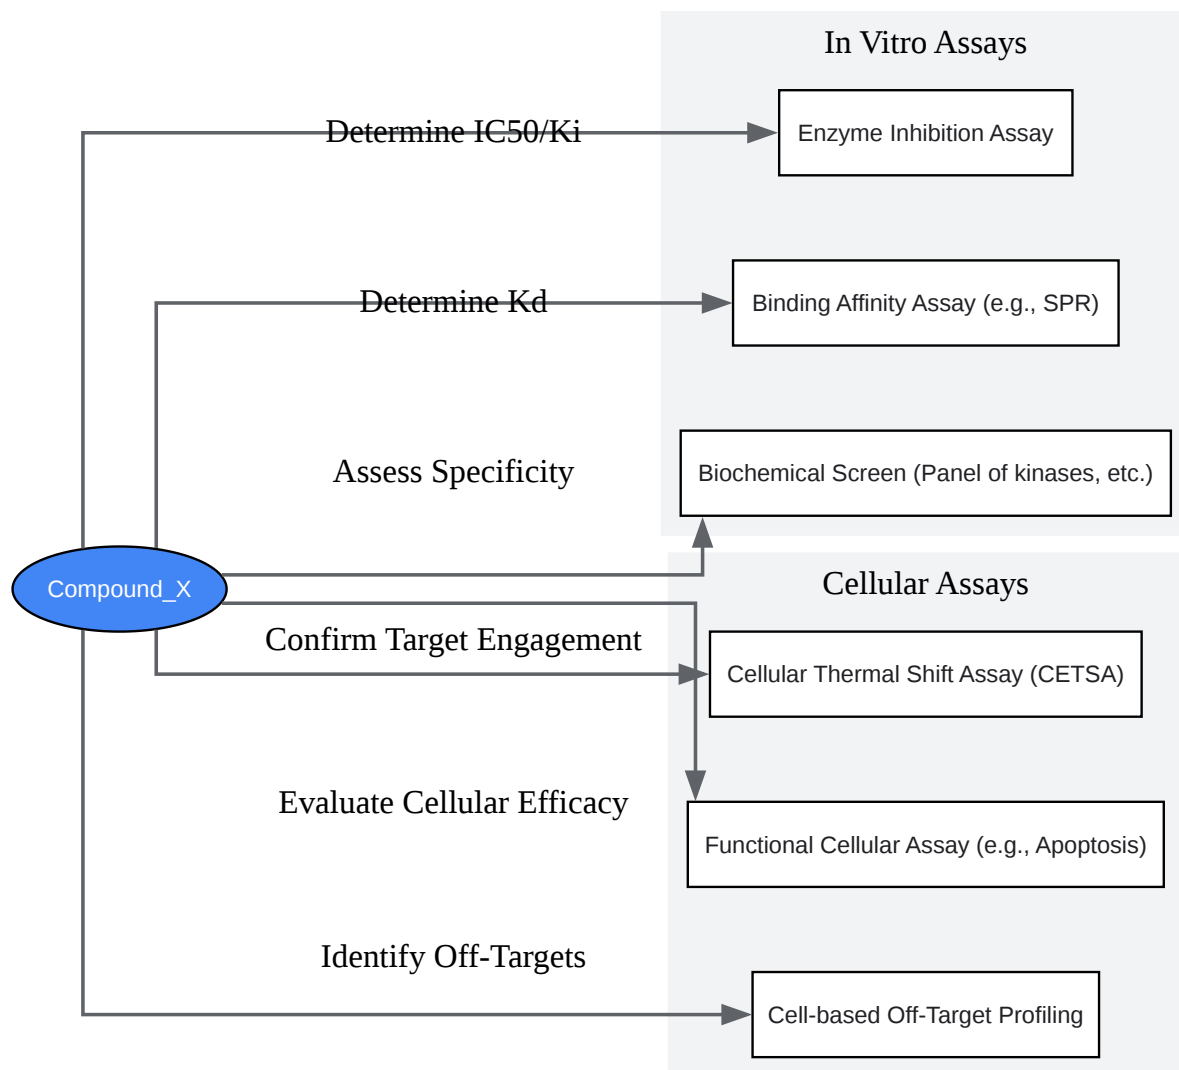 In Vitro Assays
Determine IC50/Ki
Enzyme Inhibition Assay
Determine Kd
Binding Affinity Assay (e.g., SPR)
Assess Specificity
Biochemical Screen (Panel of kinases, etc.)
Compound_X
Cellular Assays
Confirm Target Engagement
Cellular Thermal Shift Assay (CETSA)
Evaluate Cellular Efficacy
Functional Cellular Assay (e.g., Apoptosis)
Identify Off-Targets
Cell-based Off-Target Profiling